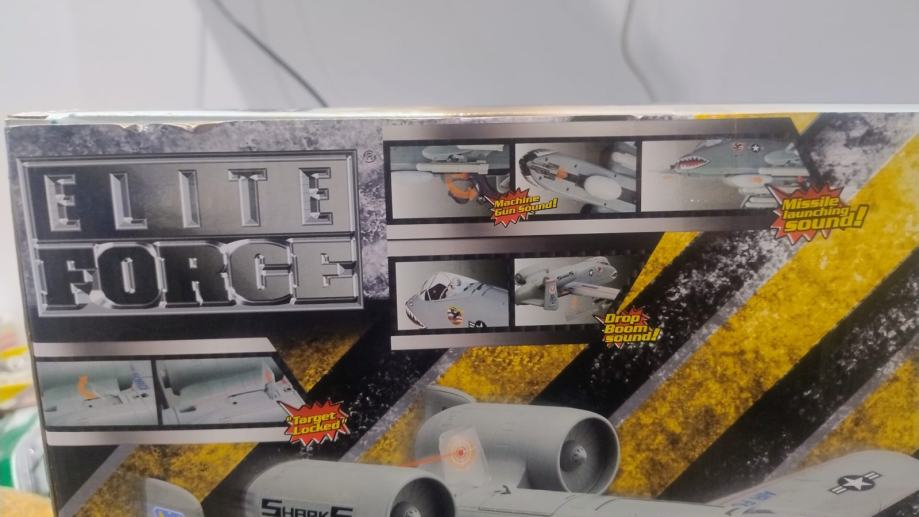 ELITE
FORCE
®
Machine
Gun Sound!
Missile
launching
sound!
Drop
Boom
sound!
"Target
Locked"
SHARKS